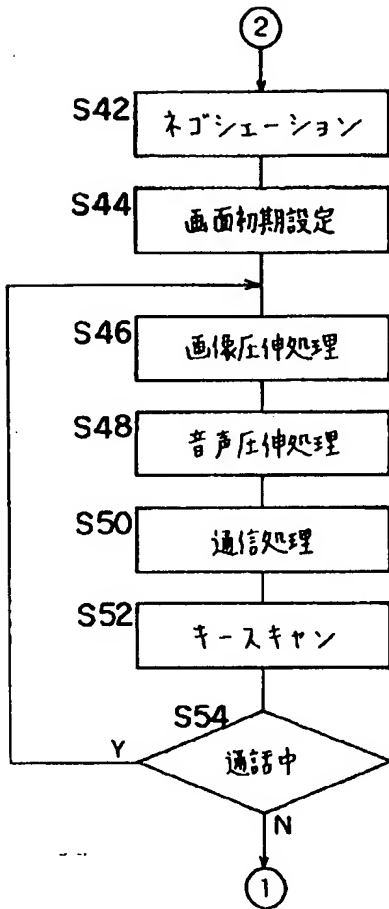 2
S42
ネゴシェーション
S44
画面初期設定
S46
画像圧伸処理
S48
音声圧伸処理
S50
通信処理
S52
キースキャン
S54
通話中
Y
N
1